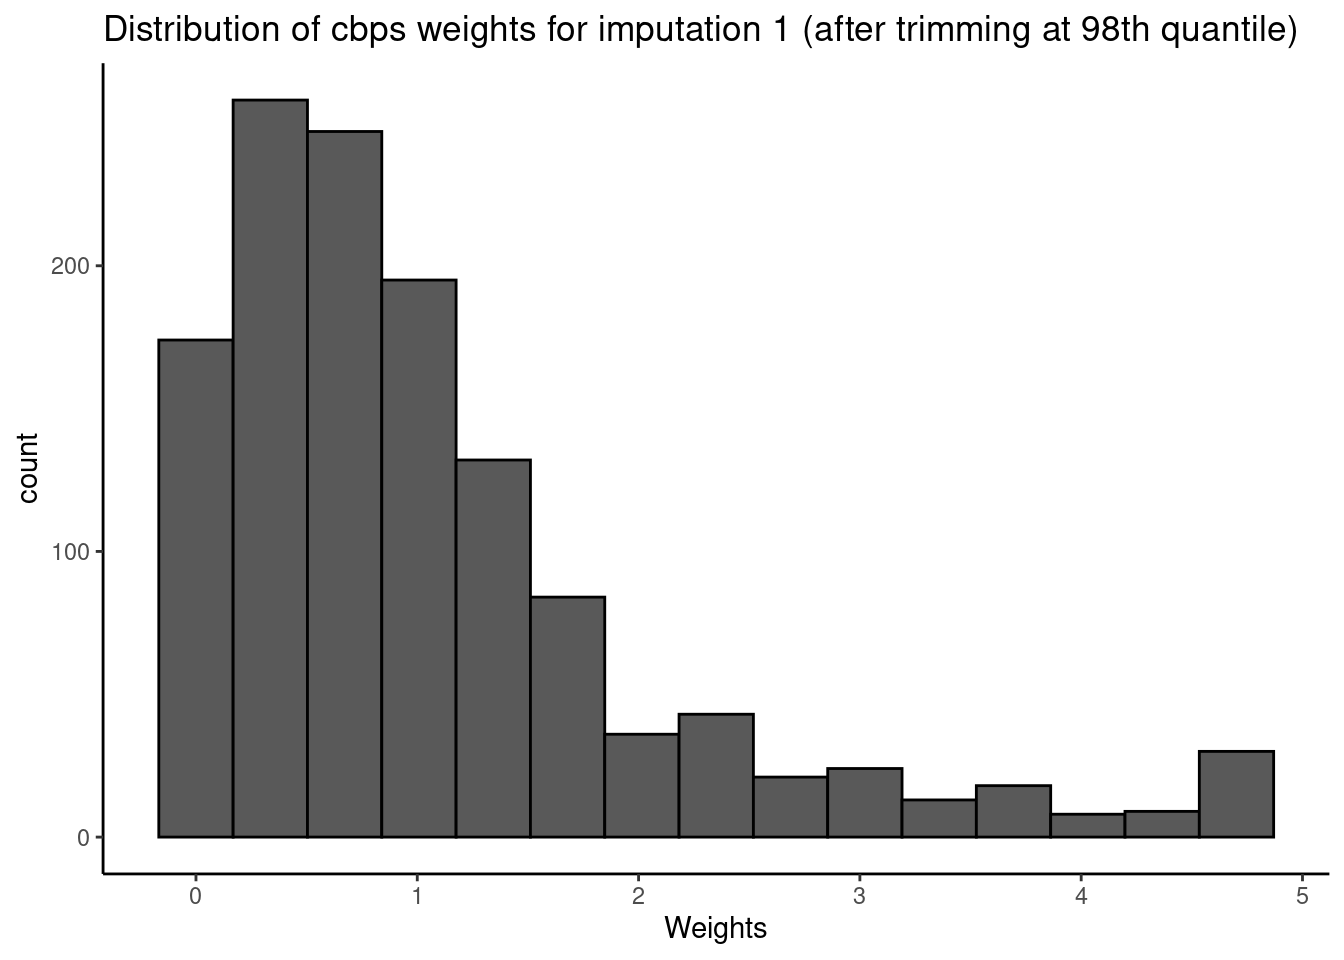 Distribution of cbps weights for imputation 1 (after trimming at 98th quantile)
count
200
100
0
0 1 2 3 4 5
Weights